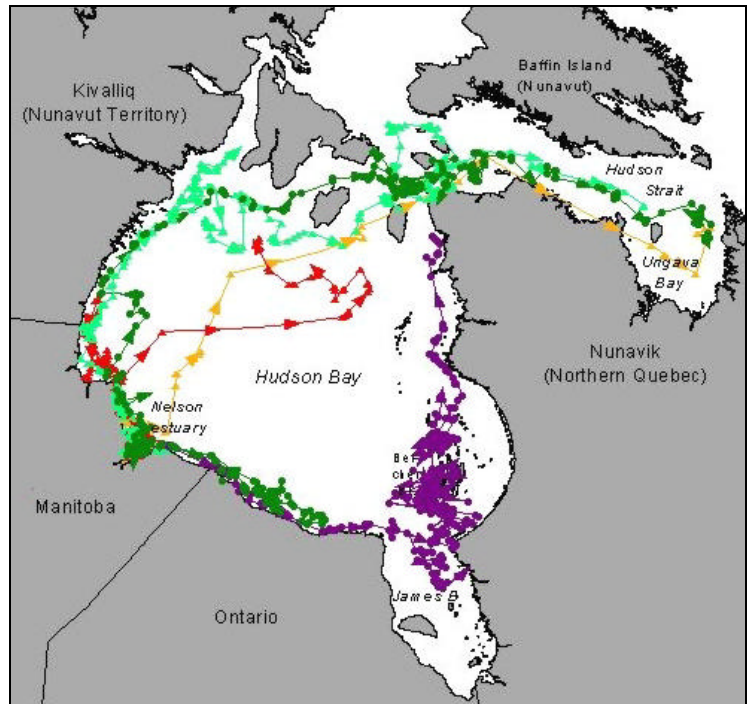 Baffin Island
(Nunavut)
Kivalliq
(Nunavut Territory)
Hudson
Strait
Ungava
Bay
Nunavik
(Northern Quebec)
Hudson Bay
Nelson
estuary
Manitoba
James B
Ontario